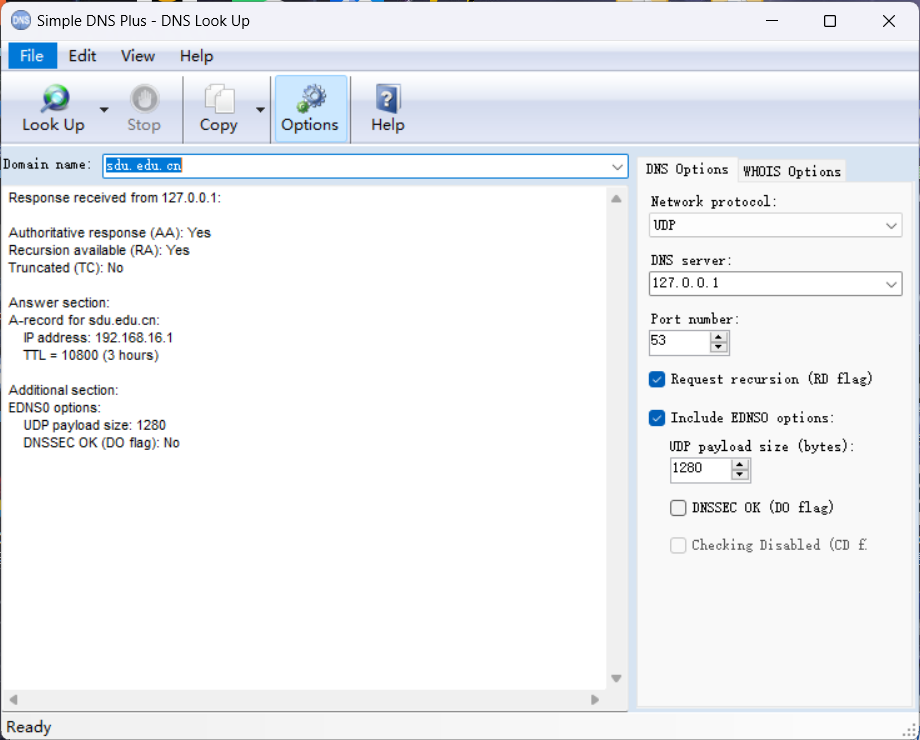 DNS Simple DNS Plus - DNS Look Up
File Edit View Help
Look Up Stop Copy Options Help
Domain name: sdu.edu.cn
Response received from 127.0.0.1:
Authoritative response (AA): Yes
Recursion available (RA): Yes
Truncated (TC): No
Answer section:
A-record for sdu.edu.cn:
IP address: 192.168.16.1
TTL = 10800 (3 hours)
Additional section:
EDNS0 options:
UDP payload size: 1280
DNSSEC OK (DO flag): No
DNS Options WHOIS Options
Network protocol:
UDP
DNS server:
127.0.0.1
Port number:
53
Request recursion (RD flag)
Include EDNS0 options:
UDP payload size (bytes):
1280
DNSSEC OK (DO flag)
Checking Disabled (CD f
Ready